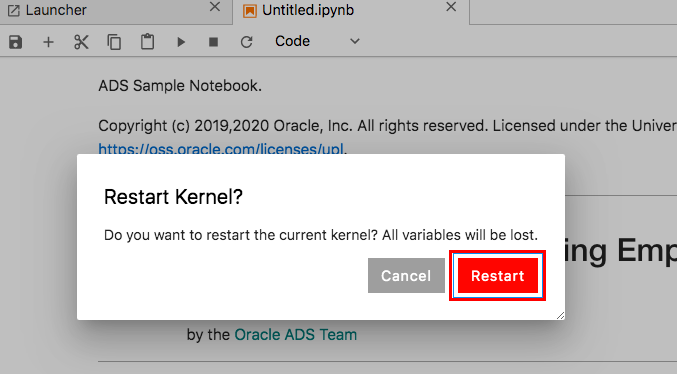 Launcher
Untitled.ipynb
Code
ADS Sample Notebook.
Copyright (c) 2019,2020 Oracle, Inc. All rights reserved. Licensed under the Univer
https://oss.oracle.com/licenses/upl.
Restart Kernel?
Do you want to restart the current kernel? All variables will be lost.
ing Emp
Cancel
Restart
by the Oracle ADS Team